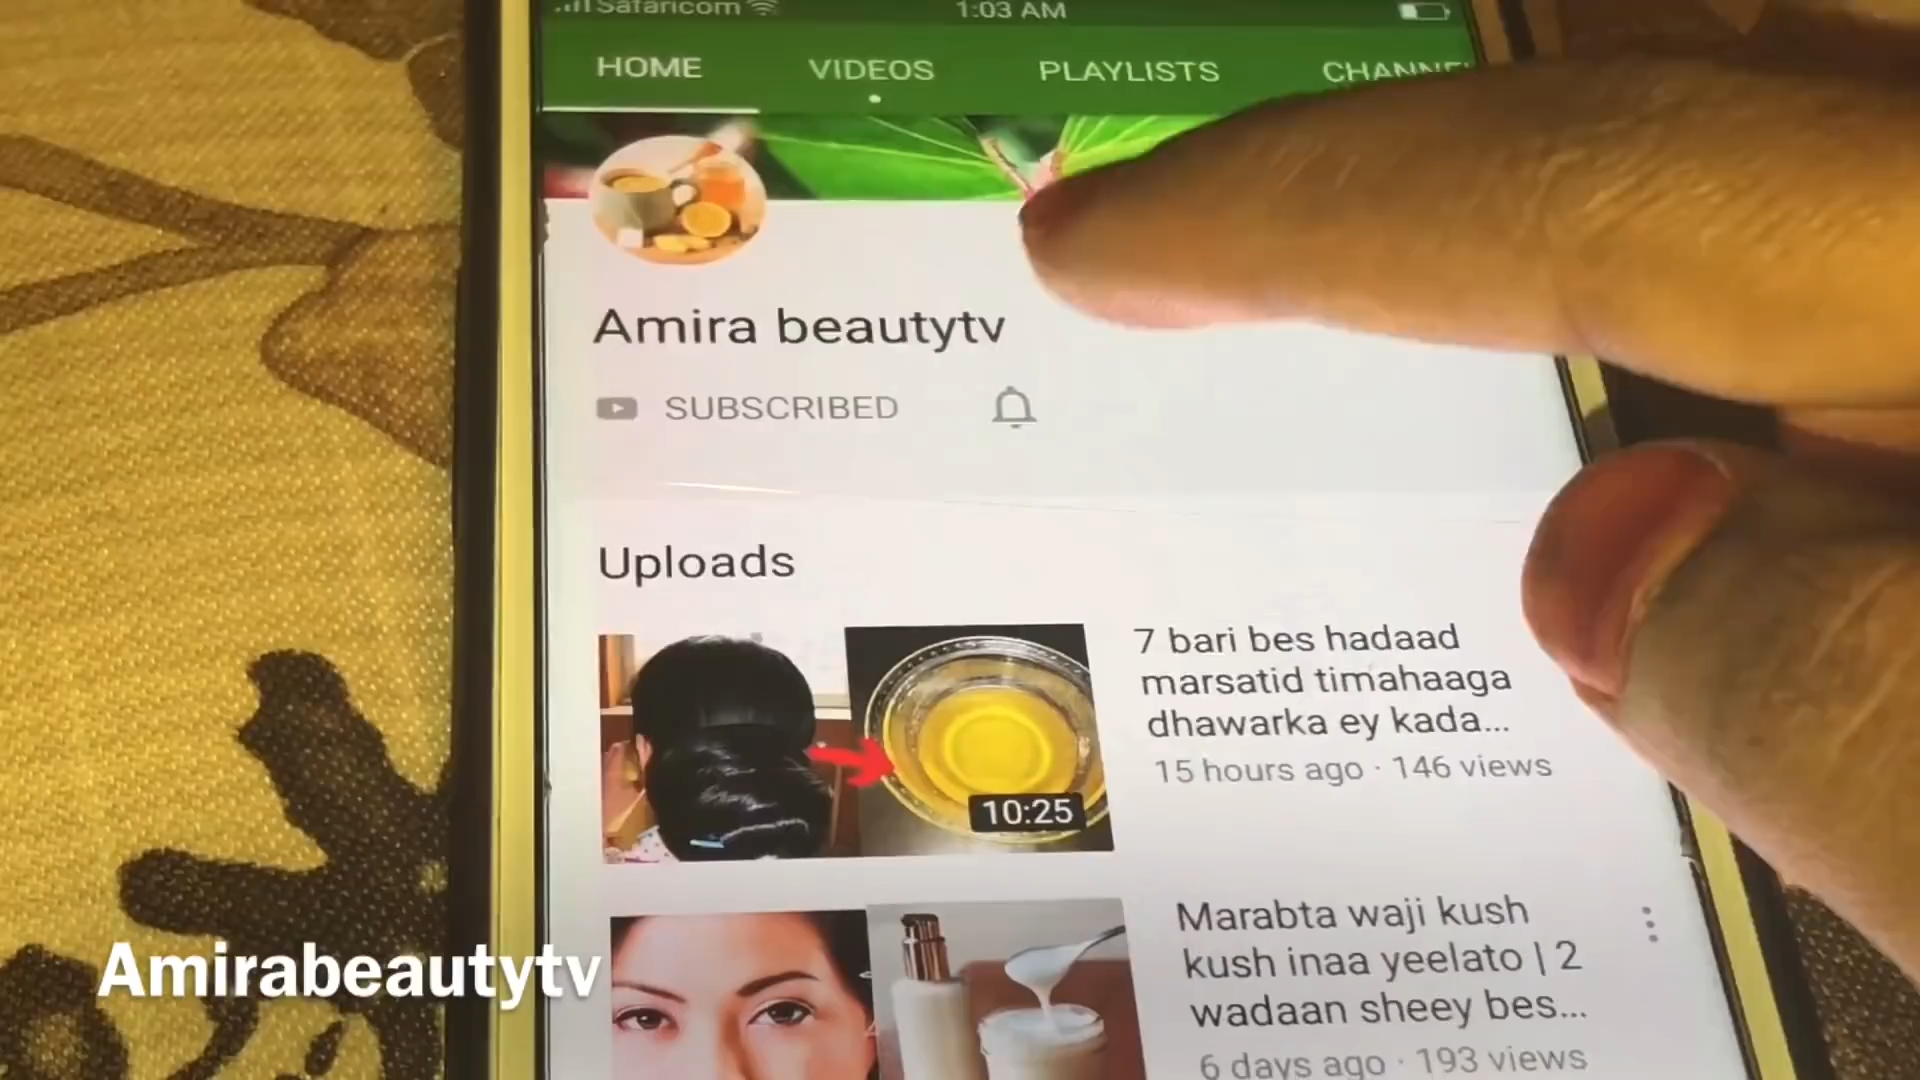 Safaricom 1:03 AM
HOME VIDEOS PLAYLISTS
Amira beautytv
SUBSCRIBED
Uploads
7 bari bes hadaad
marsatid timahaaga
dhawarka ey kada...
15 hours ago · 146 views
10:25
Marabta waji kush
kush inaa yeelato | 2
wadaan sheey bes...
6 days ago · 193 views
Amirabeautytv